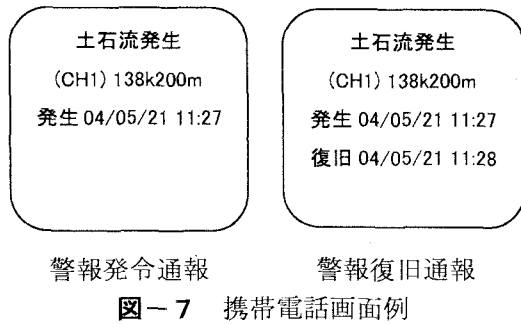 土石流発生
(CH1) 138k200m
発生 04/05/21 11:27
土石流発生
(CH1) 138k200m
発生 04/05/21 11:27
復旧 04/05/21 11:28
警報発令通報
警報復旧通報
図－7 携帯電話画面例